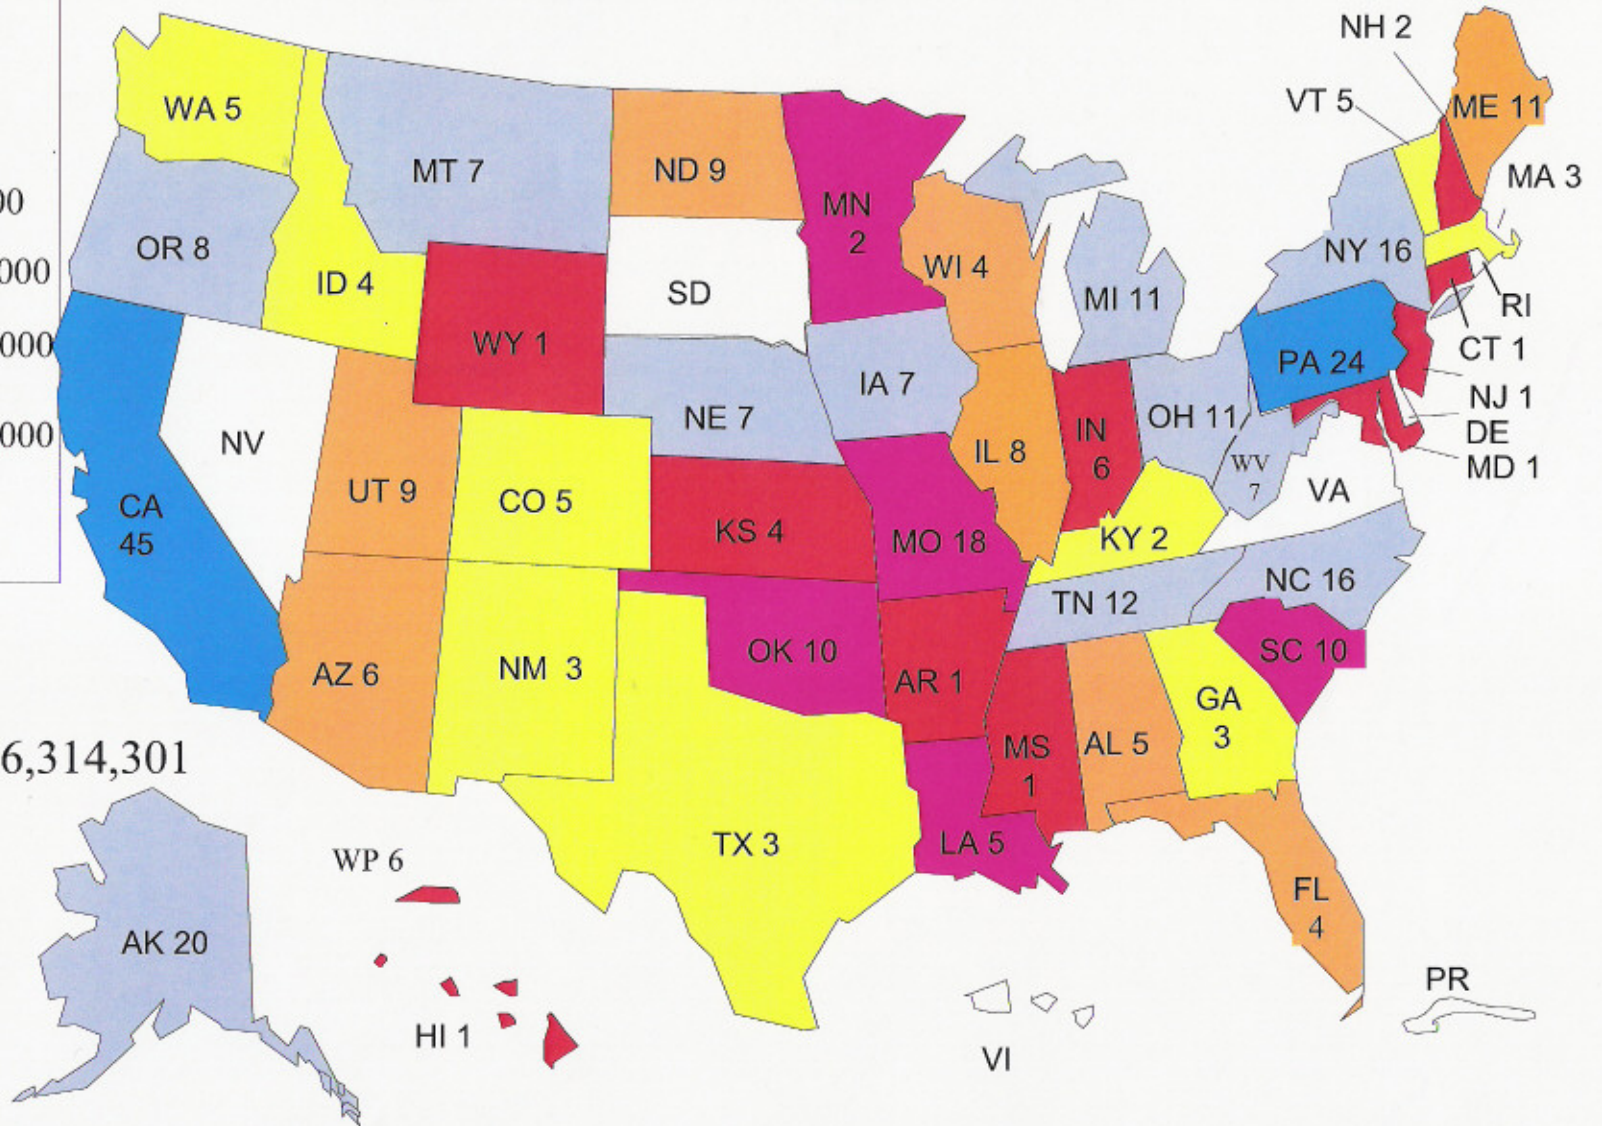 NH 2
VT 5
ME 11
WA 5
MT 7
ND 9
MN
2
MA 3
00
OR 8
NY 16
000
ID 4
SD
WI 4
MI 11
RI
000
WY 1
CT 1
PA 24
IA 7
NJ 1
NE 7
OH 11
DE
000
NV
IN
6
IL 8
WV
7
MD 1
UT 9
CO 5
VA
CA
45
KS 4
MO 18
KY 2
NC 16
TN 12
AZ 6
NM 3
OK 10
AR 1
SC 10
GA
3
MS
1
AL 5
6,314,301
TX 3
LA 5
WP 6
FL
4
AK 20
PR
HI 1
VI